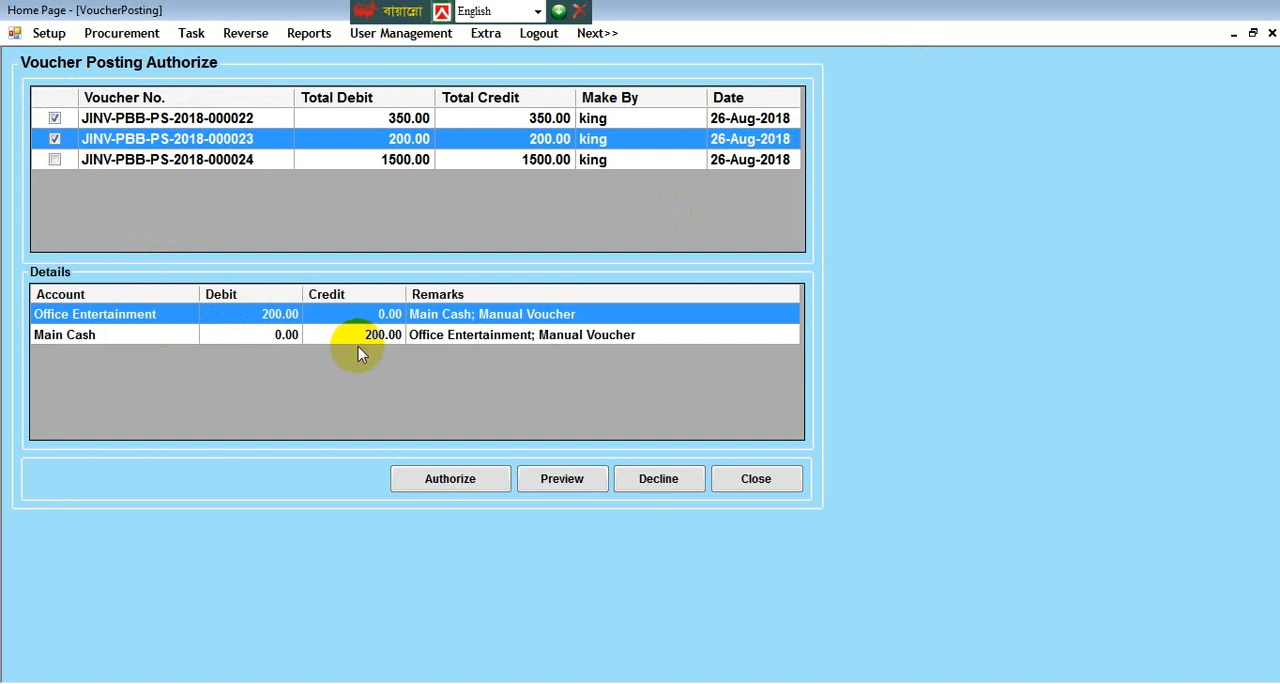 Home Page - [VoucherPosting]
বায়ান্নো English
Setup Procurement Task Reverse Reports User Management Extra Logout Next>>
Voucher Posting Authorize
Voucher No. Total Debit Total Credit Make By Date
JINV-PBB-PS-2018-000022 350.00 350.00 king 26-Aug-2018
JINV-PBB-PS-2018-000023 200.00 200.00 king 26-Aug-2018
JINV-PBB-PS-2018-000024 1500.00 1500.00 king 26-Aug-2018
Details
Account Debit Credit Remarks
Office Entertainment 200.00 0.00 Main Cash; Manual Voucher
Main Cash 0.00 200.00 Office Entertainment; Manual Voucher
Authorize Preview Decline Close